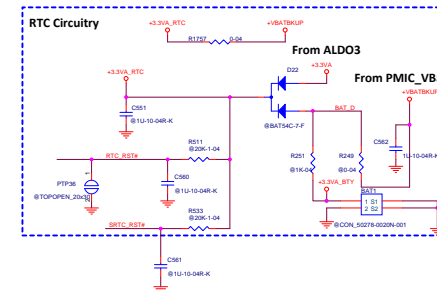 RTC Circuitry
+3.3VA_RTC
+VBATBKUP
R1757
0-04
From ALDO3
+3.3VA_RTC
D22
+3.3VA
From PMIC_VB
+VBATBKUP
C551
@1U-10-04R-K
BAT_D
@BAT54C-7-F
R511
@20K-1-04
RTC_RST#
R251
@1K-04
R249
@0-04
C562
1U-10-04R-K
1
PTP36
@TOPOPEN_20x30
C560
@1U-10-04R-K
+3.3VA_BTY
BAT1
1 S1
2 S2
R533
@20K-1-04
SRTC_RST#
@CON_50278-0020N-001
C561
@1U-10-04R-K